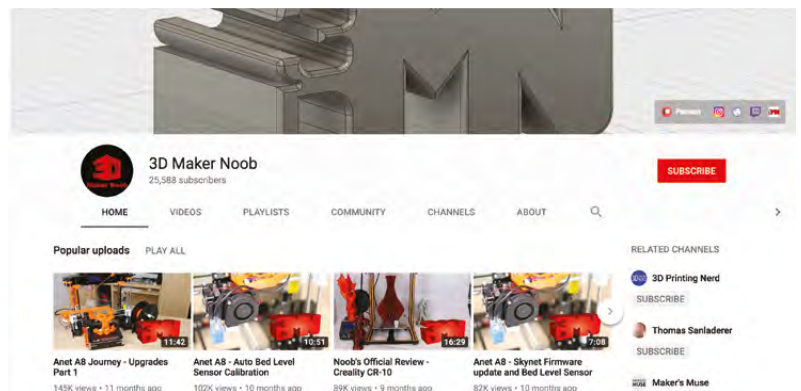 Patreon
3D Maker Noob
25,588 subscribers
SUBSCRIBE
HOME VIDEOS PLAYLISTS COMMUNITY CHANNELS ABOUT
Popular uploads PLAY ALL
11:42
10:51
16:29
7:08
Anet A8 Journey - Upgrades
Part 1
145K views • 11 months ago
Anet A8 - Auto Bed Level
Sensor Calibration
102K views • 10 months ago
Noob's Official Review -
Creality CR-10
89K views • 9 months ago
Anet A8 - Skynet Firmware
update and Bed Level Sensor
82K views • 10 months ago
RELATED CHANNELS
3D Printing Nerd
SUBSCRIBE
Thomas Sanladerer
SUBSCRIBE
Maker's Muse